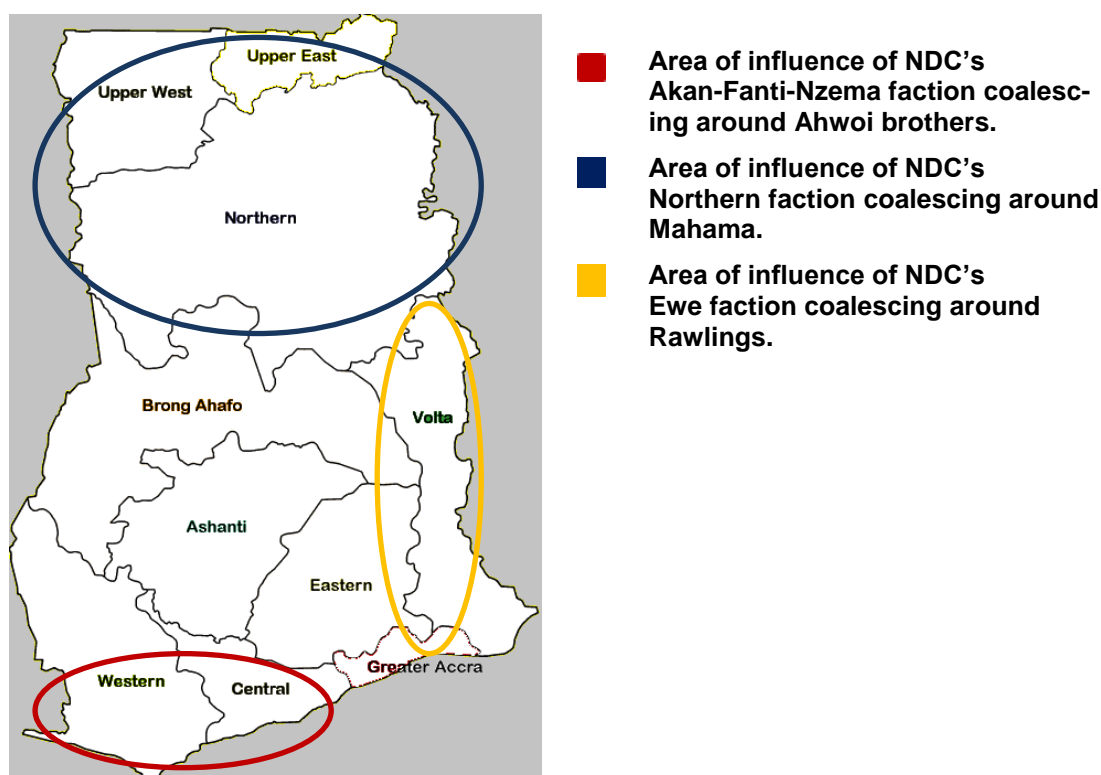 Upper East
Upper West
Northern
Brong Ahafo
Volta
Ashanti
Eastern
Greater Accra
Western
Central
Area of influence of NDC’s
Akan-Fanti-Nzema faction coalesc-
ing around Ahwoi brothers.
Area of influence of NDC’s
Northern faction coalescing around
Mahama.
Area of influence of NDC’s
Ewe faction coalescing around
Rawlings.